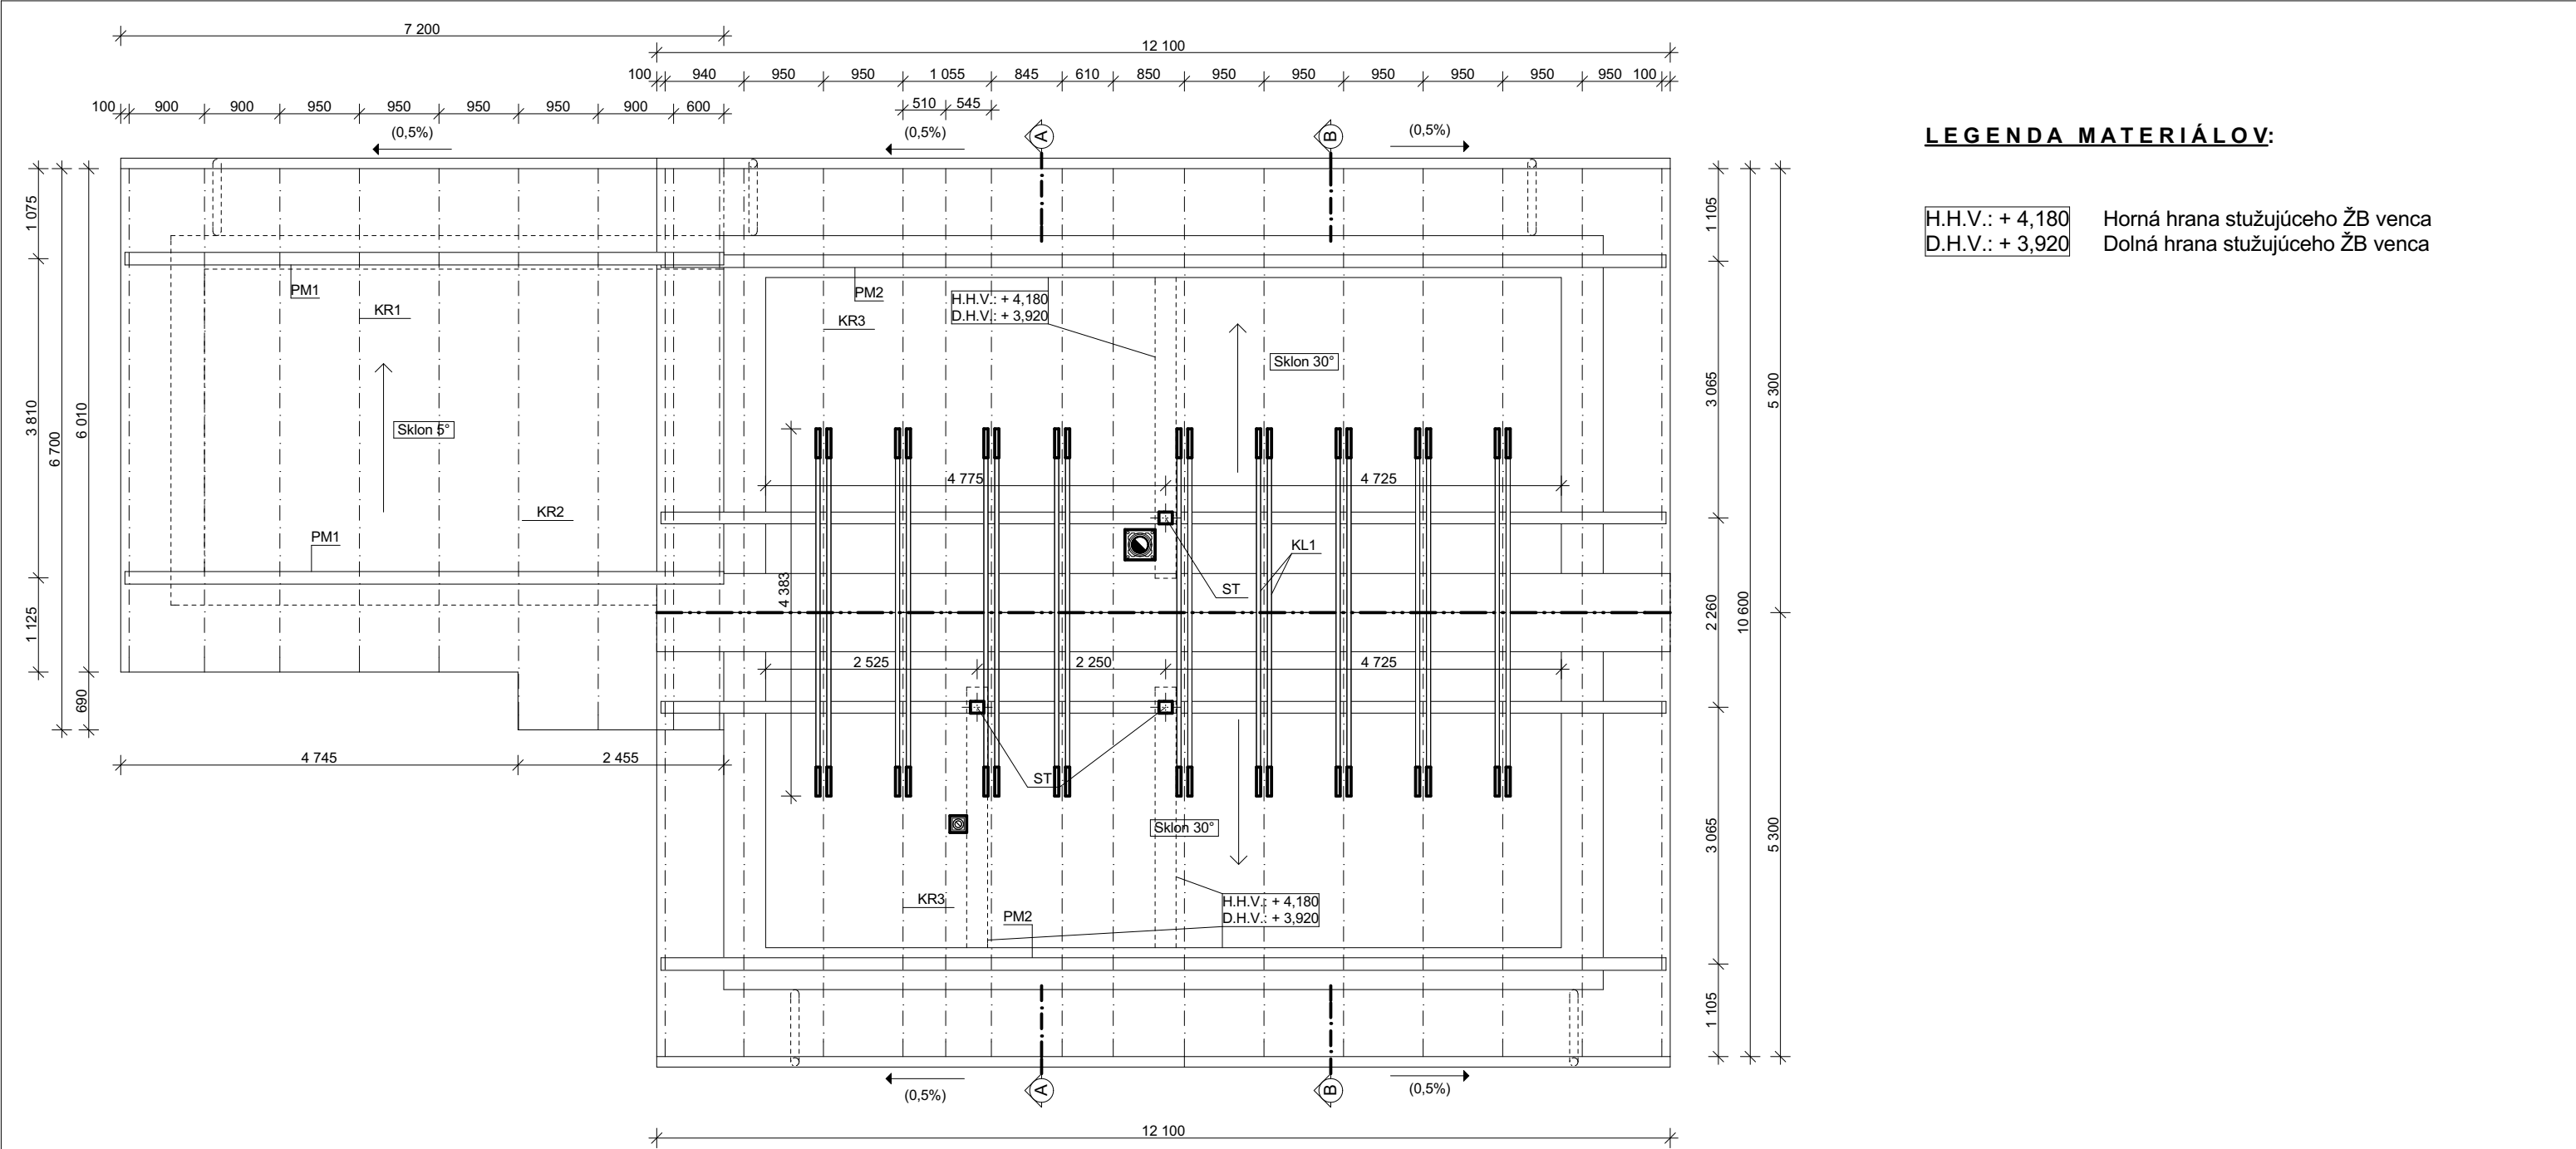 7 200
12 100
100 940 950 950 1 055 845 610 850 950 950 950 950 950 950 100
100 900 900 950 950 950 950 900 600
510 545
(0,5%) (0,5%) (0,5%)
A B
LEGENDA MATERIÁLOV:
H.H.V.: + 4,180 Horná hrana stužujúceho ŽB venca
D.H.V.: + 3,920 Dolná hrana stužujúceho ŽB venca
1 075
3 810
1 125
6 700
6 010
690
1 105
3 065
2 260
3 065
1 105
10 600
5 300
5 300
PM1
KR1
PM2
KR3
H.H.V.: + 4,180
D.H.V.: + 3,920
Sklon 30°
Sklon 5°
4 775 4 725
KR2
PM1
KL1
ST
4 383
2 525 2 250 4 725
4 745 2 455
ST
Sklon 30°
KR3
PM2
H.H.V.: + 4,180
D.H.V.: + 3,920
(0,5%) (0,5%)
A B
12 100